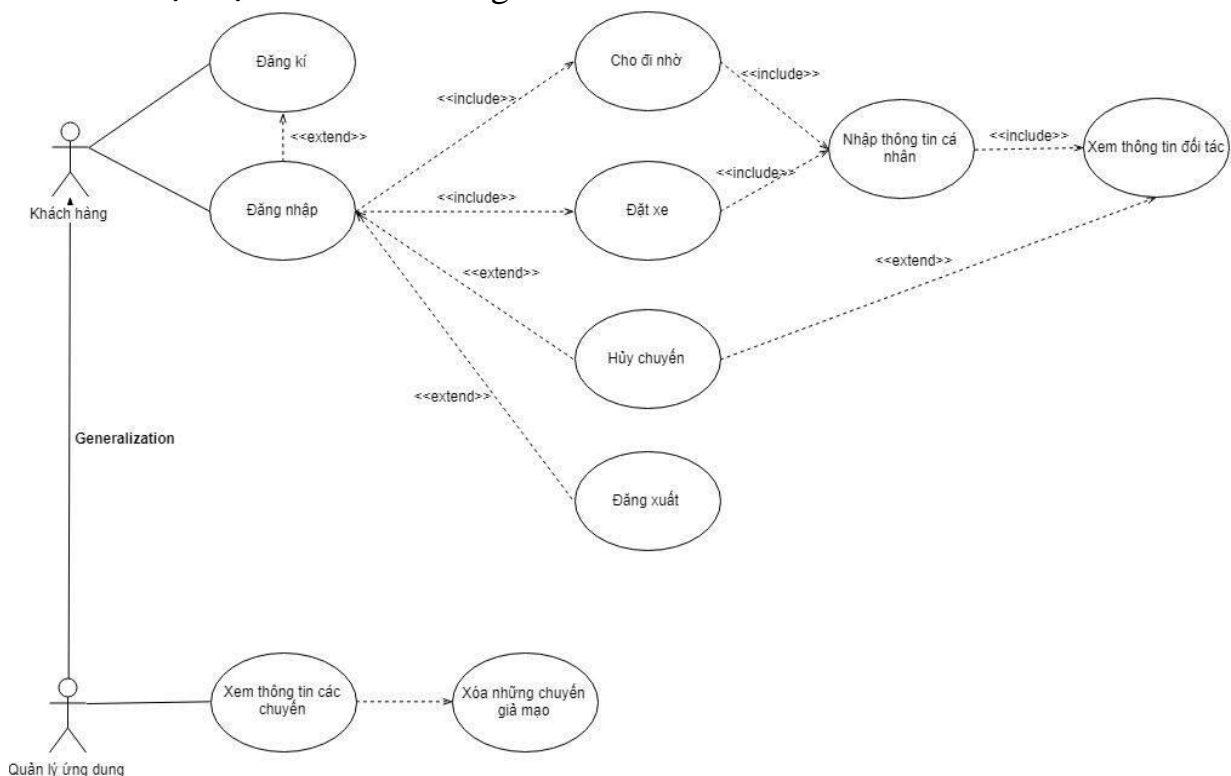 Đăng kí
Cho đi nhờ
<<include>>
<<include>>
<<extend>>
Nhập thông tin cá
nhân
<<include>>
Xem thông tin đối tác
Khách hàng
Đăng nhập
<<include>>
Đặt xe
<<include>>
<<extend>>
<<extend>>
Hủy chuyến
<<extend>>
Generalization
Đăng xuất
Xem thông tin các
chuyến
Xóa những chuyến
giả mạo
Quản lý ứng dung